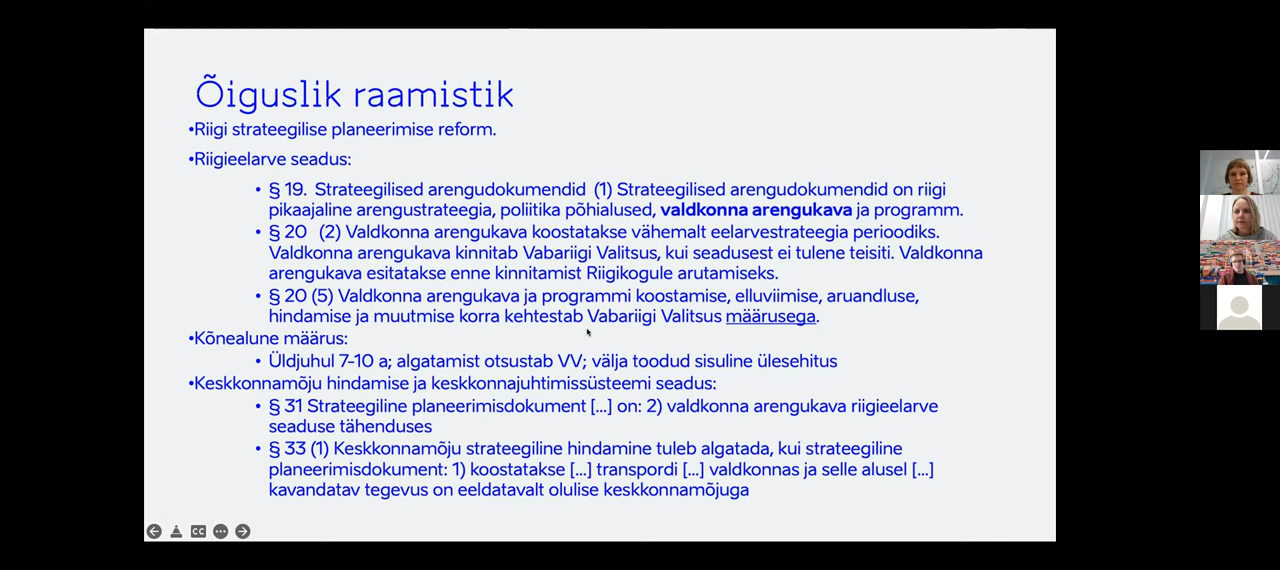 Õiguslik raamistik
•Riigi strateegilise planeerimise reform.
•Riigieelarve seadus:
• § 19. Strateegilised arengudokumendid (1) Strateegilised arengudokumendid on riigi
pikaajaline arengustrateegia, poliitika põhialused, valdkonna arengukava ja programm.
• § 20 (2) Valdkonna arengukava koostatakse vähemalt eelarvestrateegia perioodiks.
Valdkonna arengukava kinnitab Vabariigi Valitsus, kui seadusest ei tulene teisiti. Valdkonna
arengukava esitatakse enne kinnitamist Riigikogule arutamiseks.
• § 20 (5) Valdkonna arengukava ja programmi koostamise, elluviimise, aruandluse,
hindamise ja muutmise korra kehtestab Vabariigi Valitsus määrusega.
•Kõnealune määrus:
• Üldjuhul 7-10 a; algatamist otsustab VV; välja toodud sisuline ülesehitus
•Keskkonnamõju hindamise ja keskkonnajuhtimissüsteemi seadus:
• § 31 Strateegiline planeerimisdokument [...] on: 2) valdkonna arengukava riigieelarve
seaduse tähenduses
• § 33 (1) Keskkonnamõju strateegiline hindamine tuleb algatada, kui strateegiline
planeerimisdokument: 1) koostatakse [...] transpordi [...] valdkonnas ja selle alusel [...]
kavandatav tegevus on eeldatavalt olulise keskkonnamõjuga
CC